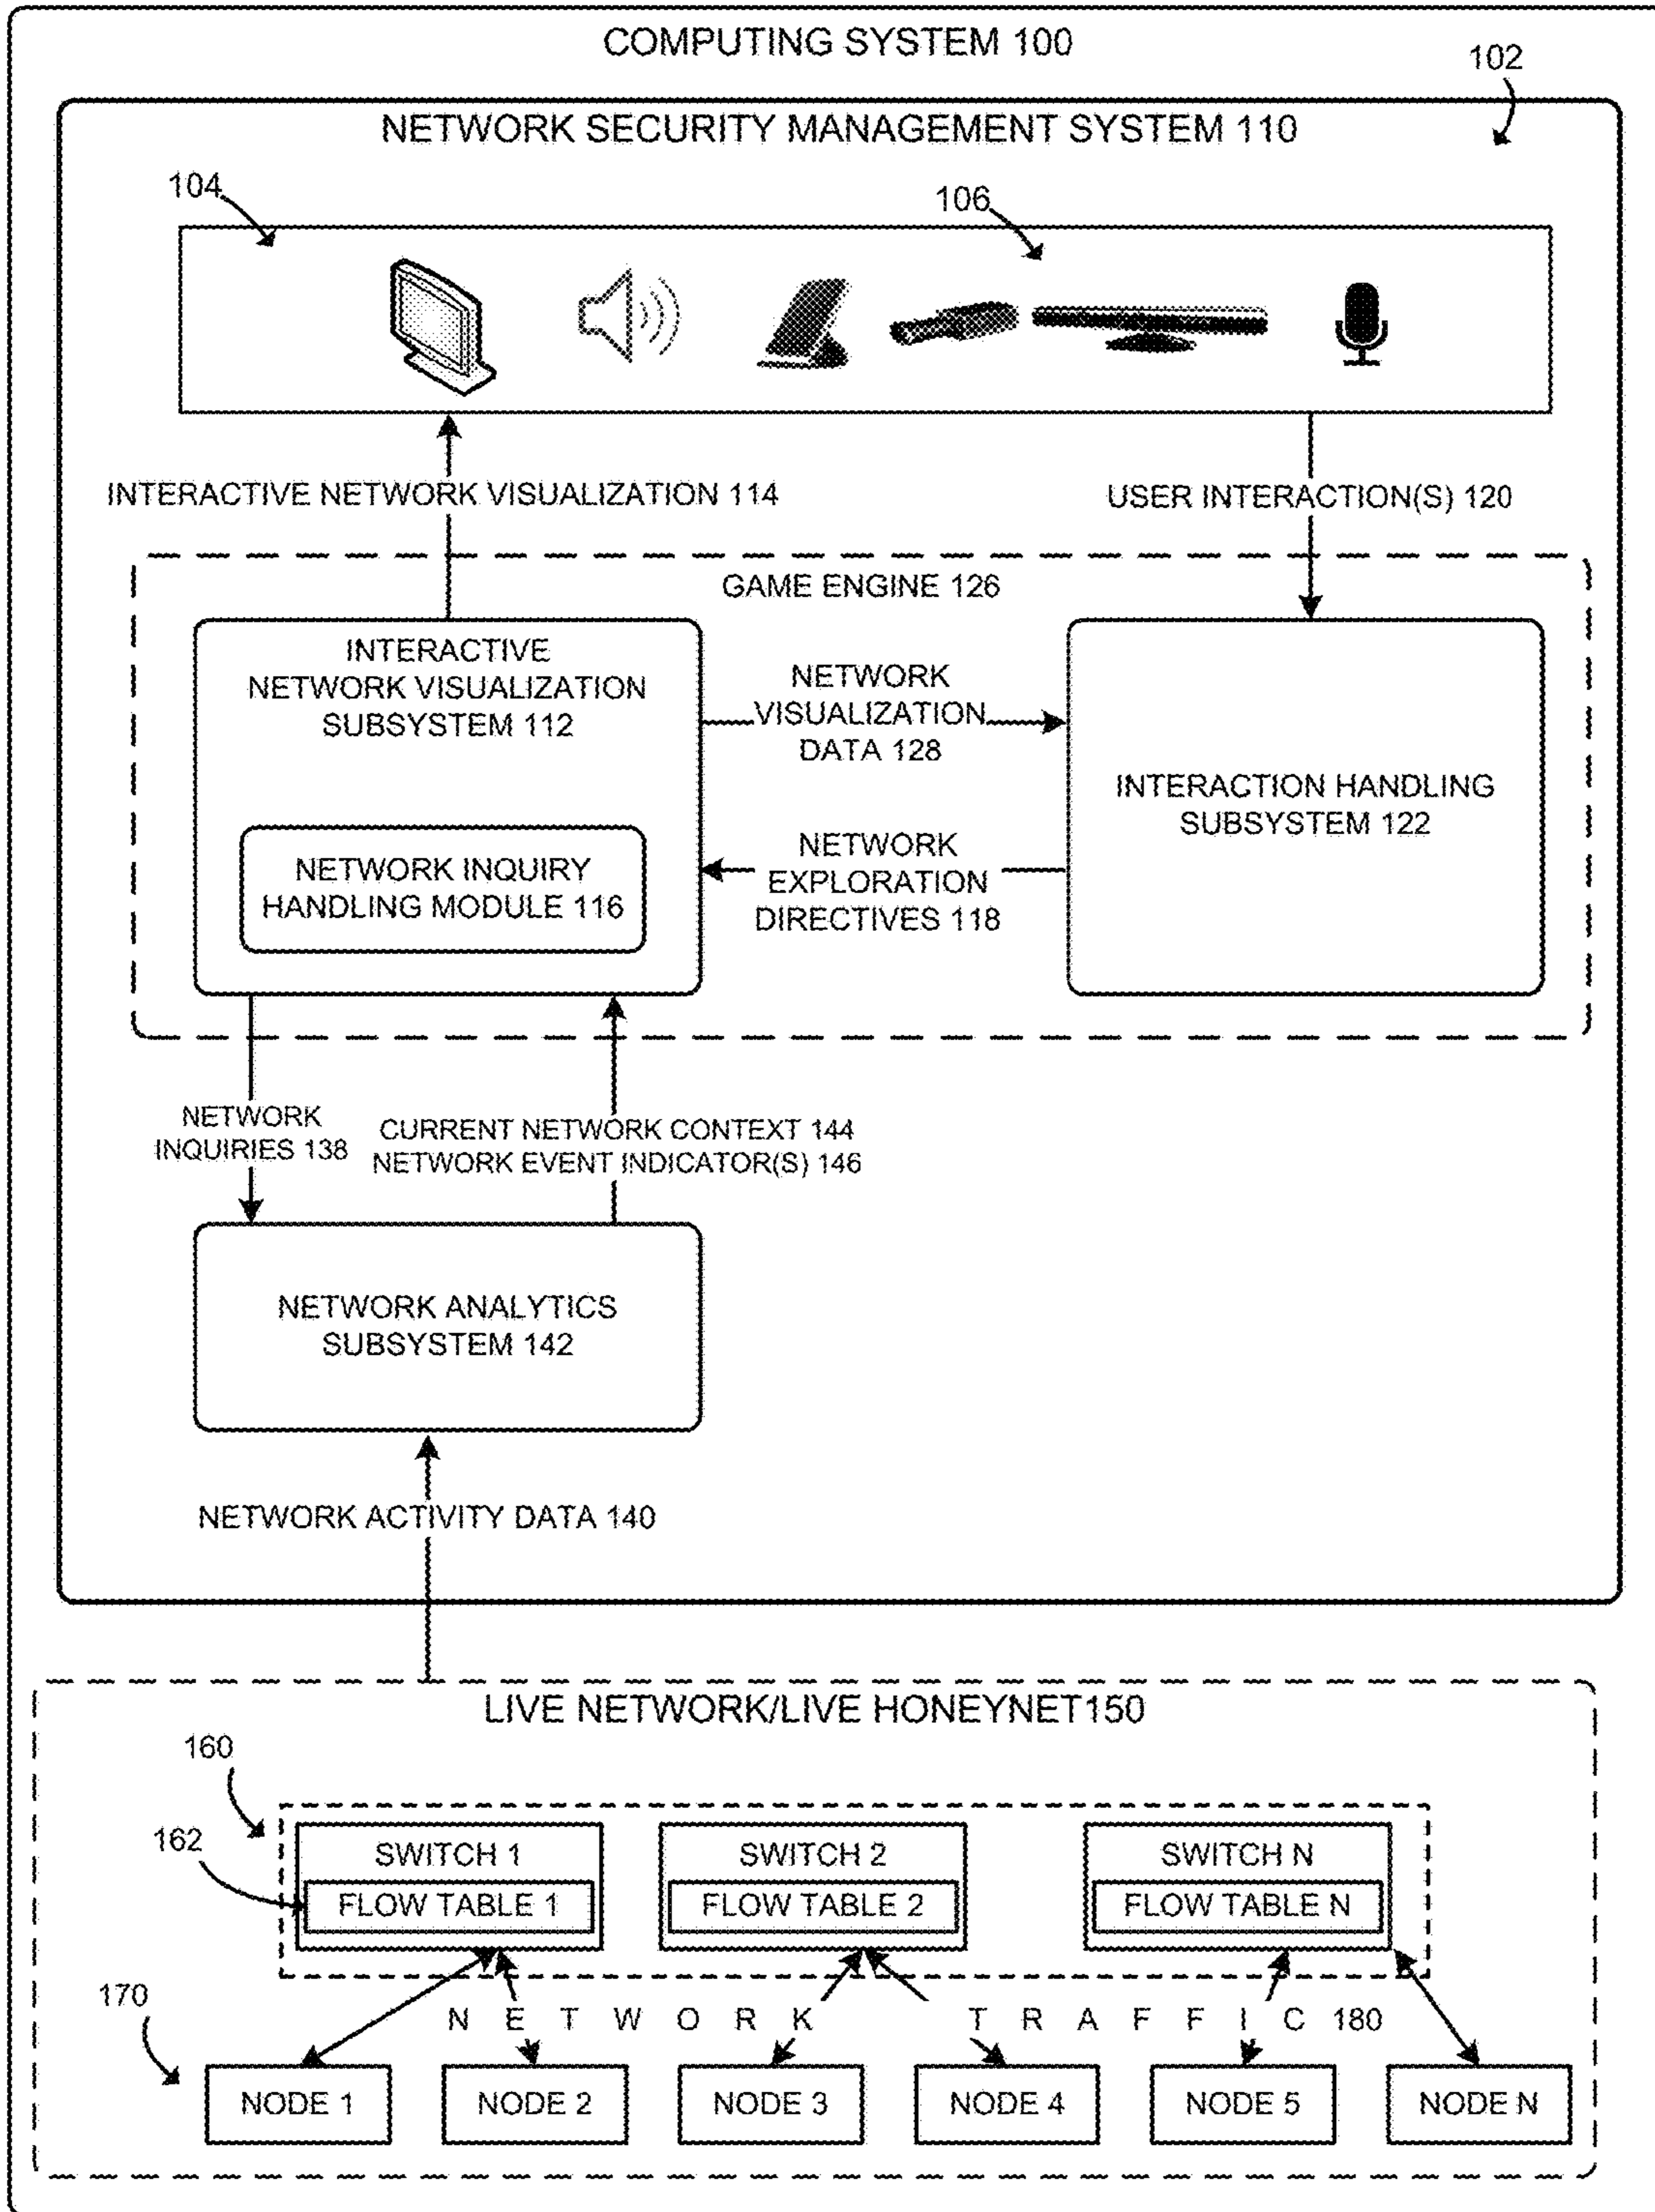 COMPUTING SYSTEM 100
102
NETWORK SECURITY MANAGEMENT SYSTEM 110
104
106
INTERACTIVE NETWORK VISUALIZATION 114
USER INTERACTION(S) 120
GAME ENGINE 126
INTERACTIVE
NETWORK VISUALIZATION
SUBSYSTEM 112
NETWORK
VISUALIZATION
DATA 128
INTERACTION HANDLING
SUBSYSTEM 122
NETWORK INQUIRY
HANDLING MODULE 116
NETWORK
EXPLORATION
DIRECTIVES 118
NETWORK
INQUIRIES 138
CURRENT NETWORK CONTEXT 144
NETWORK EVENT INDICATOR(S) 146
NETWORK ANALYTICS
SUBSYSTEM 142
NETWORK ACTIVITY DATA 140
LIVE NETWORK/LIVE HONEYNET150
160
162
SWITCH 1
FLOW TABLE 1
SWITCH 2
FLOW TABLE 2
SWITCH N
FLOW TABLE N
170
NETWORK TRAFFIC 180
NODE 1
NODE 2
NODE 3
NODE 4
NODE 5
NODE N